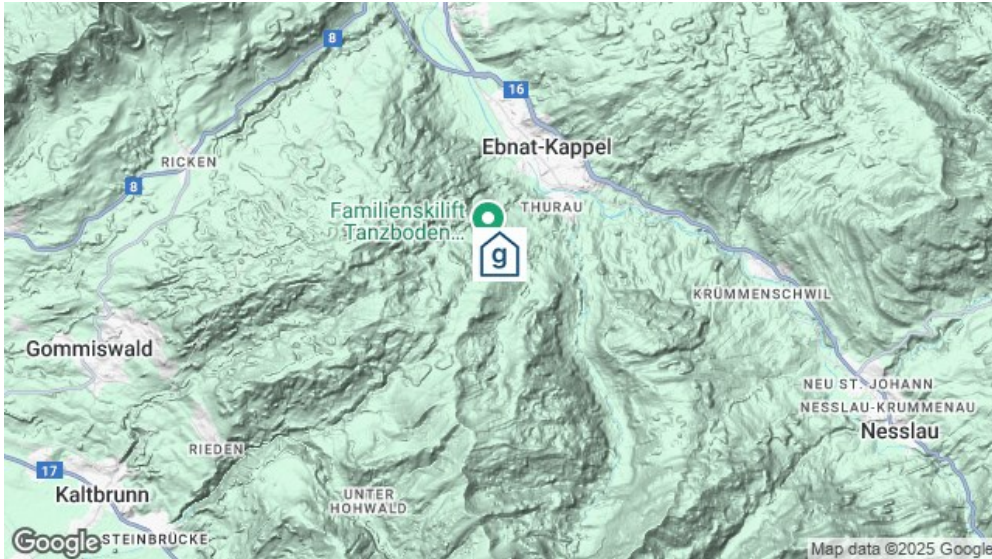 8
16
Ebnat-Kappel
RICKEN
8
Familienskilift
Tanzboden...
THURAU
g
KRÜMMENSCHWIL
Gommiswald
NEU ST. JOHANN
NESSLAU-KRUMMENAU
Nesslau
RIEDEN
17
Kaltbrunn
UNTER
HOHWALD
STEINBRÜCKE
Google
Map data ©2025 Google